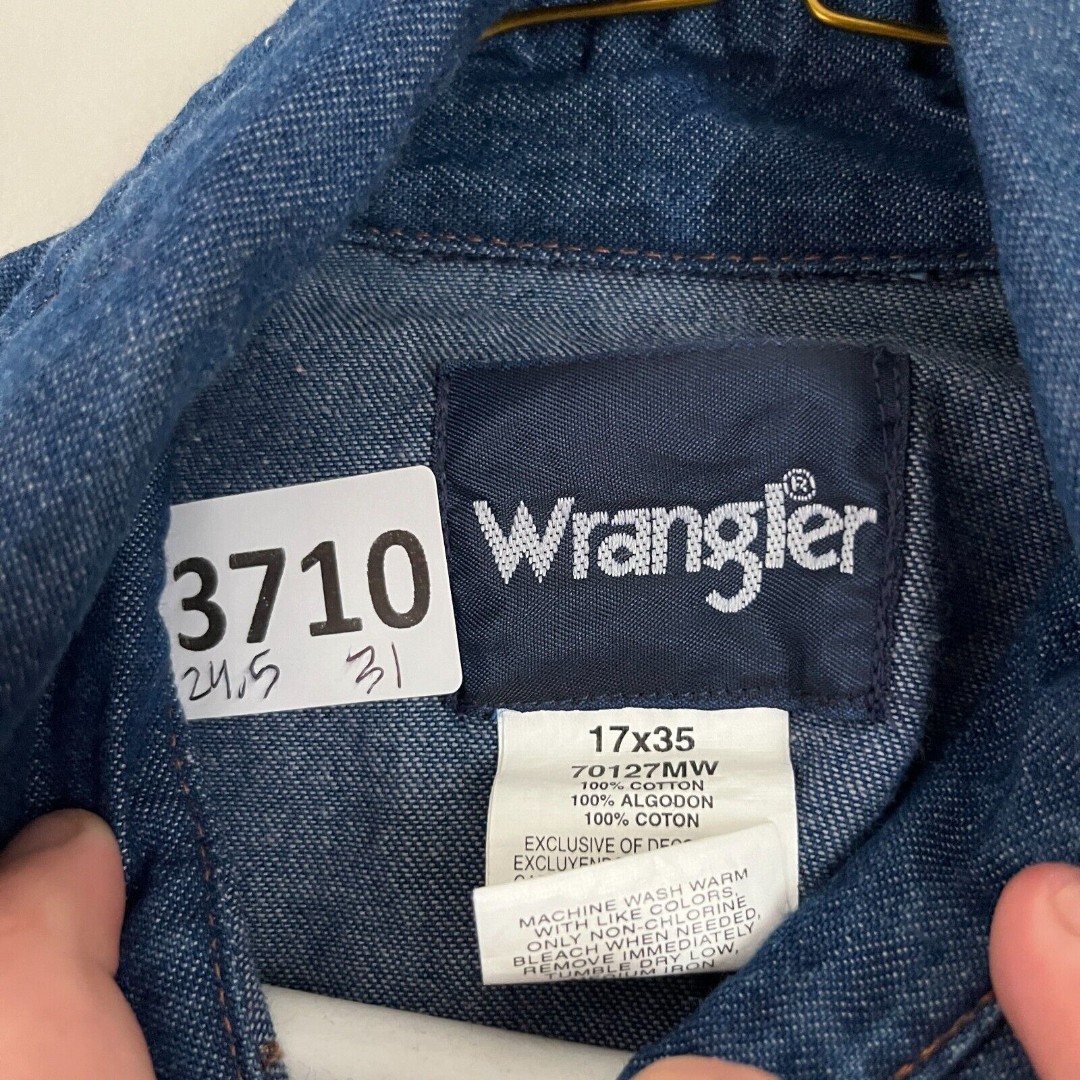 Wrangler®
3710
24.5 31
17x35
70127MW
100% COTTON
100% ALGODON
100% COTON
EXCLUSIVE OF
MACHINE WASH WARM
WITH LIKE COLORS,
ONLY NON-CHLORINE
BLEACH WHEN NEEDED,
REMOVE IMMEDIATELY
TUMBLE DRY LOW,
IRON